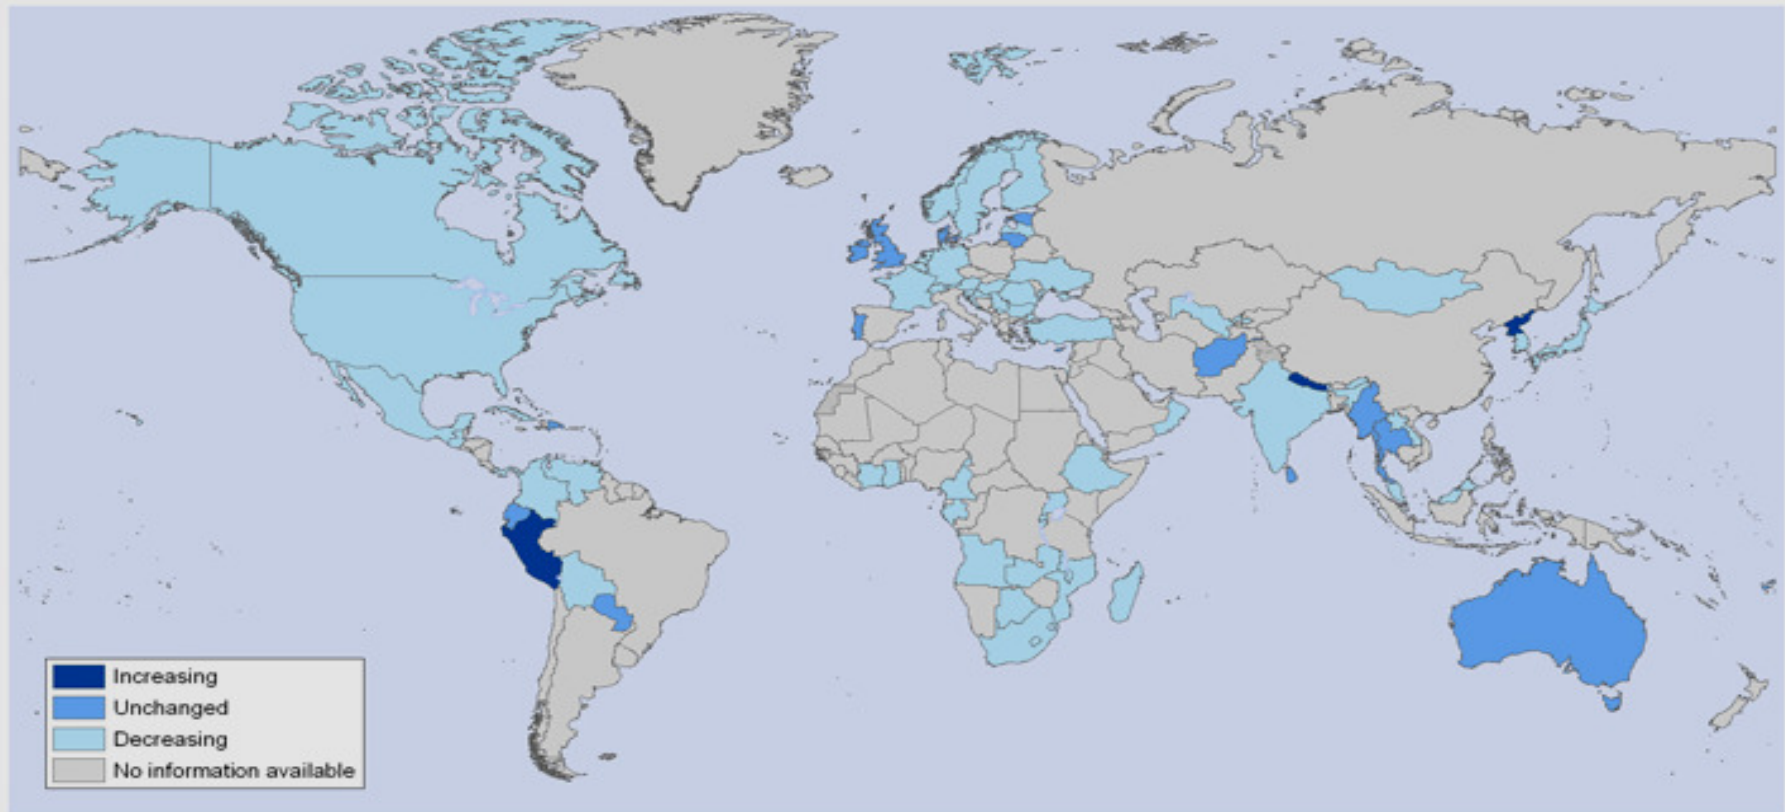 Increasing
Unchanged
Decreasing
No information available